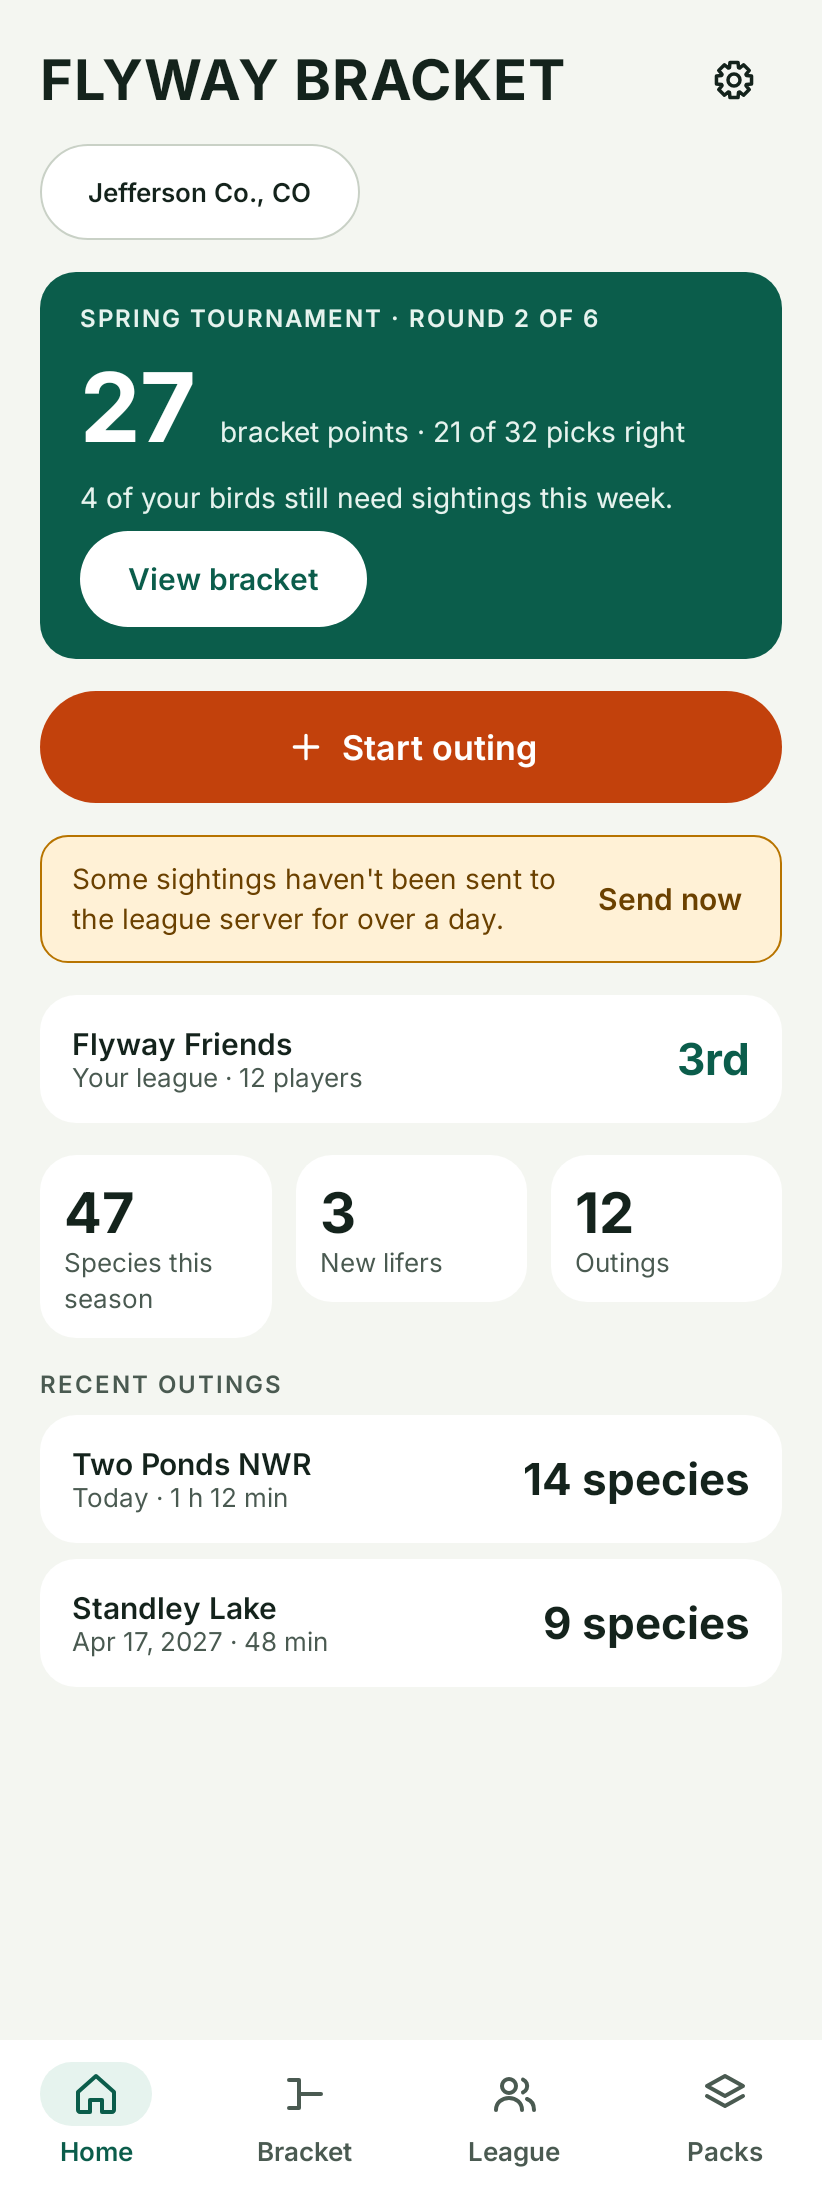 FLYWAY BRACKET
Jefferson Co., CO
SPRING TOURNAMENT · ROUND 2 OF 6
27 bracket points · 21 of 32 picks right
4 of your birds still need sightings this week.
View bracket
Start outing
Some sightings haven't been sent to
the league server for over a day.
Send now
Flyway Friends
Your league · 12 players
3rd
47
Species this
season
3
New lifers
12
Outings
RECENT OUTINGS
Two Ponds NWR
Today · 1 h 12 min
14 species
Standley Lake
Apr 17, 2027 · 48 min
9 species
Home
Bracket
League
Packs